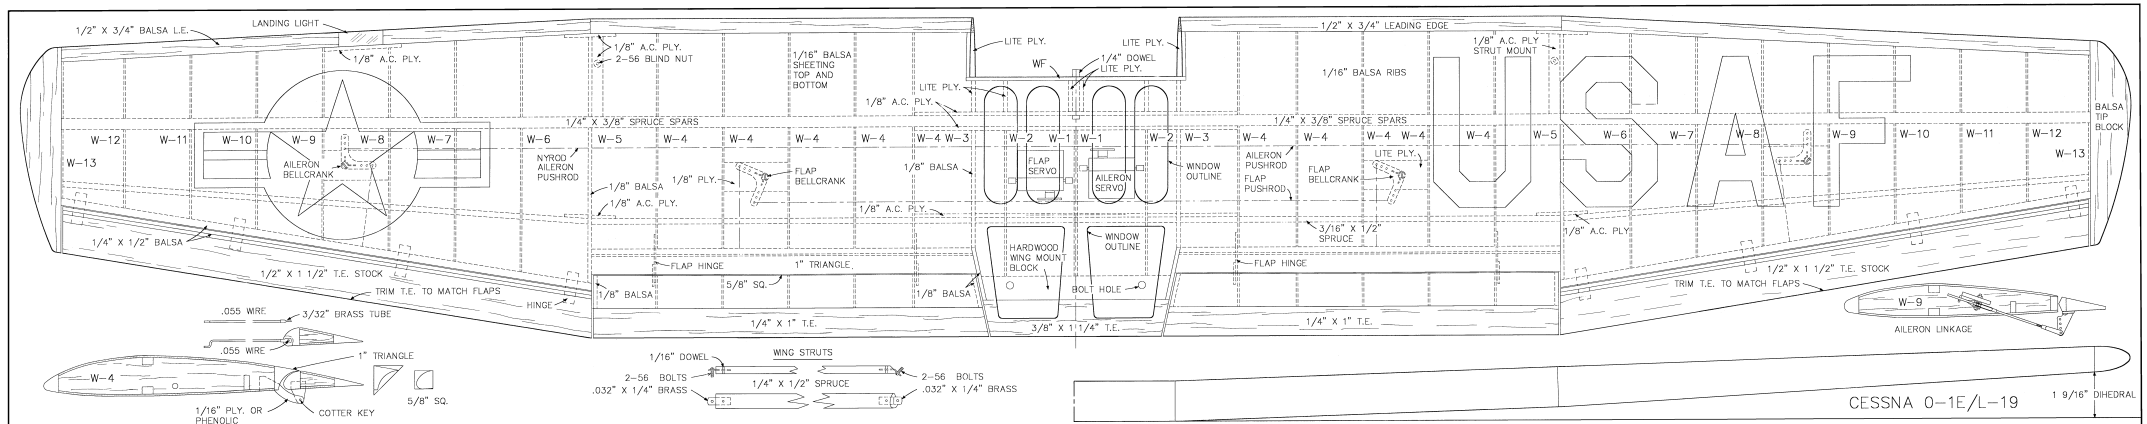 LANDING LIGHT
1/2" X 3/4" BALSA L.E.
1/8" A.C. PLY.
1/8" A.C. PLY.
2-56 BLIND NUT
1/16" BALSA
SHEETING
TOP AND
BOTTOM
LITE PLY.
LITE PLY.
WF
1/4" DOWEL
LITE PLY.
LITE PLY.
1/8" A.C. PLY.
1/2" X 3/4" LEADING EDGE
1/8" A.C. PLY
STRUT MOUNT
1/16" BALSA RIBS
USAF
BALSA
TIP
BLOCK
1/4" X 3/8" SPRUCE SPARS
1/4" X 3/8" SPRUCE SPARS
W-13
W-12
W-11
W-10
W-9
W-8
W-7
W-6
W-5
W-4
W-4
W-4
W-4
W-4
W-3
W-2
W-1
W-1
W-2
W-3
W-4
W-4
W-4
W-4
W-4
W-5
W-6
W-7
W-8
W-9
W-10
W-11
W-12
W-13
AILERON
BELLCRANK
NYROD
AILERON
PUSHROD
1/8" BALSA
1/8" A.C. PLY.
1/8" PLY.
FLAP
BELLCRANK
1/8" BALSA
1/8" A.C. PLY.
FLAP
SERVO
AILERON
SERVO
WINDOW
OUTLINE
AILERON
PUSHROD
FLAP
PUSHROD
FLAP
BELLCRANK
LITE PLY.
3/16" X 1/2"
SPRUCE
1/8" A.C. PLY
1/4" X 1/2" BALSA
1/2" X 1 1/2" T.E. STOCK
TRIM T.E. TO MATCH FLAPS
HINGE
1/8" BALSA
FLAP HINGE
1" TRIANGLE
5/8" SQ.
1/8" BALSA
HARDWOOD
WING MOUNT
BLOCK
WINDOW
OUTLINE
BOLT HOLE
FLAP HINGE
1/2" X 1 1/2" T.E. STOCK
TRIM T.E. TO MATCH FLAPS
1/4" X 1" T.E.
3/8" X 1 1/4" T.E.
1/4" X 1" T.E.
.055 WIRE
3/32" BRASS TUBE
.055 WIRE
W-4
1" TRIANGLE
5/8" SQ.
1/16" PLY. OR
PHENOLIC
COTTER KEY
WING STRUTS
1/16" DOWEL
2-56 BOLTS
.032" X 1/4" BRASS
1/4" X 1/2" SPRUCE
2-56 BOLTS
.032" X 1/4" BRASS
W-9
AILERON LINKAGE
CESSNA O-1E/L-19
1 9/16" DIHEDRAL